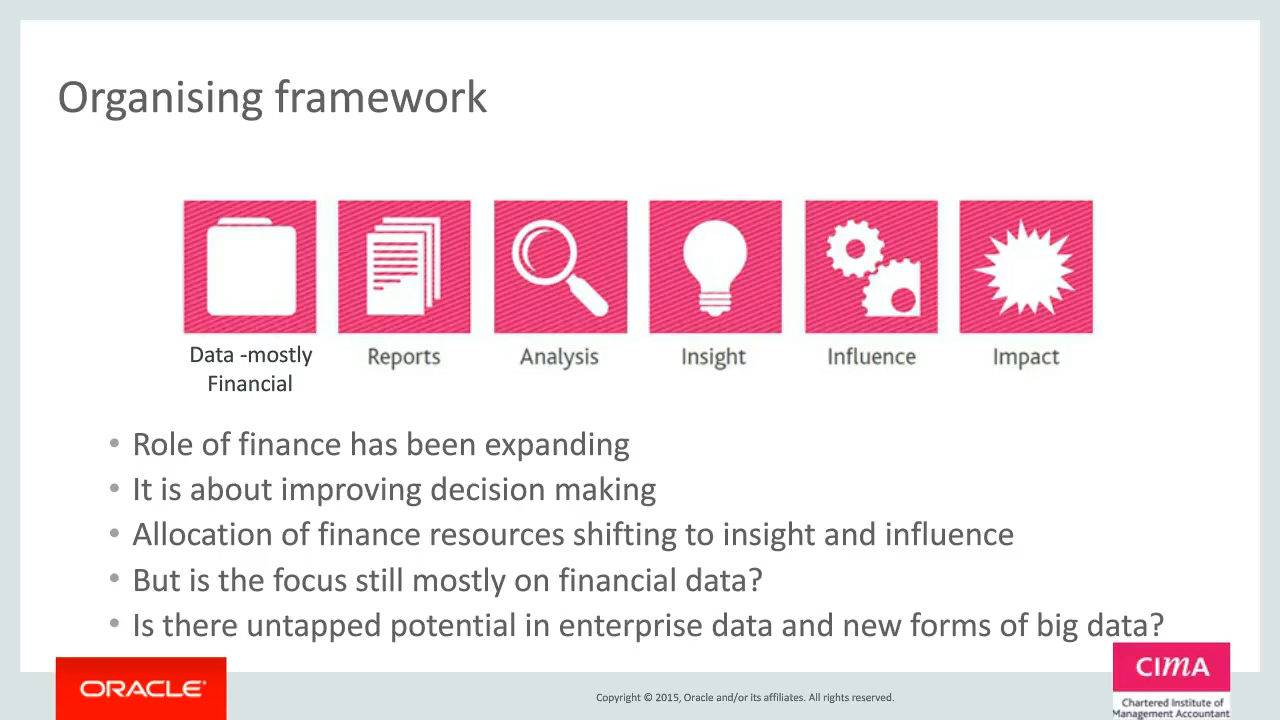 Organising framework
Data -mostly
Financial
Reports
Analysis
Insight
Influence
Impact
• Role of finance has been expanding
• It is about improving decision making
• Allocation of finance resources shifting to insight and influence
• But is the focus still mostly on financial data?
• Is there untapped potential in enterprise data and new forms of big data?
ORACLE®
Copyright © 2015, Oracle and/or its affiliates. All rights reserved.
CIMA
Chartered Institute of
Management Accountant